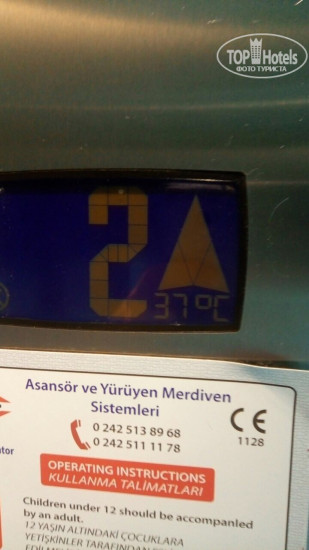 TOP Hotels
ФОТО ТУРИСТА
2
37°C
Asansör ve Yürüyen Merdiven
Sistemleri
0 242 513 89 68
0 242 511 11 78
CE
1128
OPERATING INSTRUCTIONS
KULLANMA TALİMATLARI
Children under 12 should be accompanied
by an adult.
12 YAŞIN ALTINDAKİ ÇOCUKLARA
YETİŞKİNLER TARAFINDAN